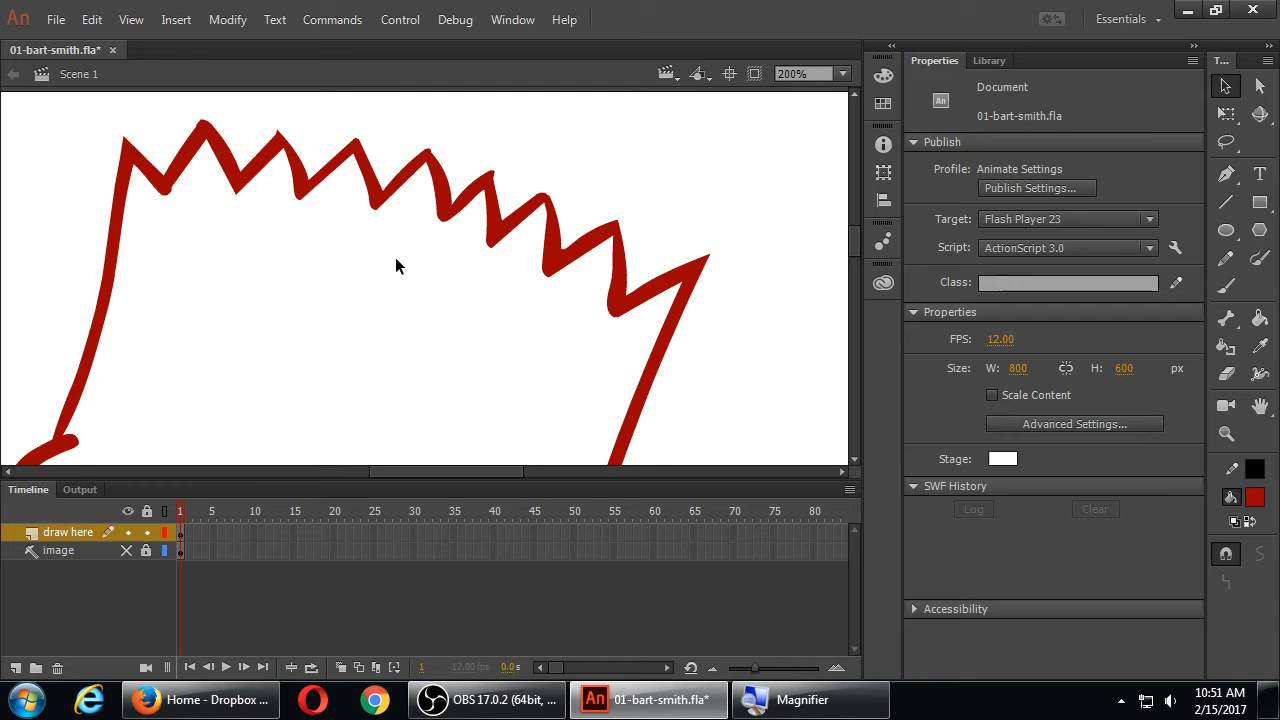 An File Edit View Insert Modify Text Commands Control Debug Window Help Essentials
01-bart-smith.fla* ×
Scene 1 200%
Properties Library T...
An Document
01-bart-smith.fla
Publish
Profile: Animate Settings
Publish Settings...
Target: Flash Player 23
Script: ActionScript 3.0
Class:
Properties
FPS: 12.00
Size: W: 800 H: 600 px
Scale Content
Advanced Settings...
Stage:
SWF History
Log Clear
Accessibility
Timeline Output
1 5 10 15 20 25 30 35 40 45 50 55 60 65 70 75 80
draw here
image
1 12.00 fps 0.0 s
Home - Dropbox ... OBS 17.0.2 (64bit, ... An 01-bart-smith.fla* Magnifier
10:51 AM
2/15/2017